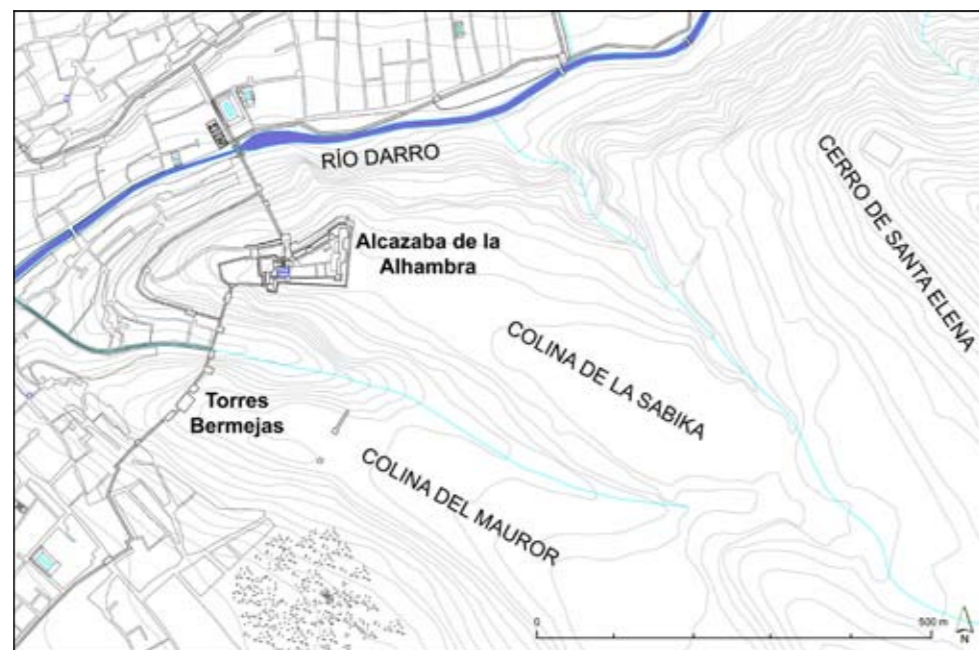 RÍO DARRO
CERRO DE SANTA ELENA
Alcazaba de la
Alhambra
COLINA DE LA SABIKA
Torres
Bermejas
COLINA DEL MAUROR
0
500 m
N